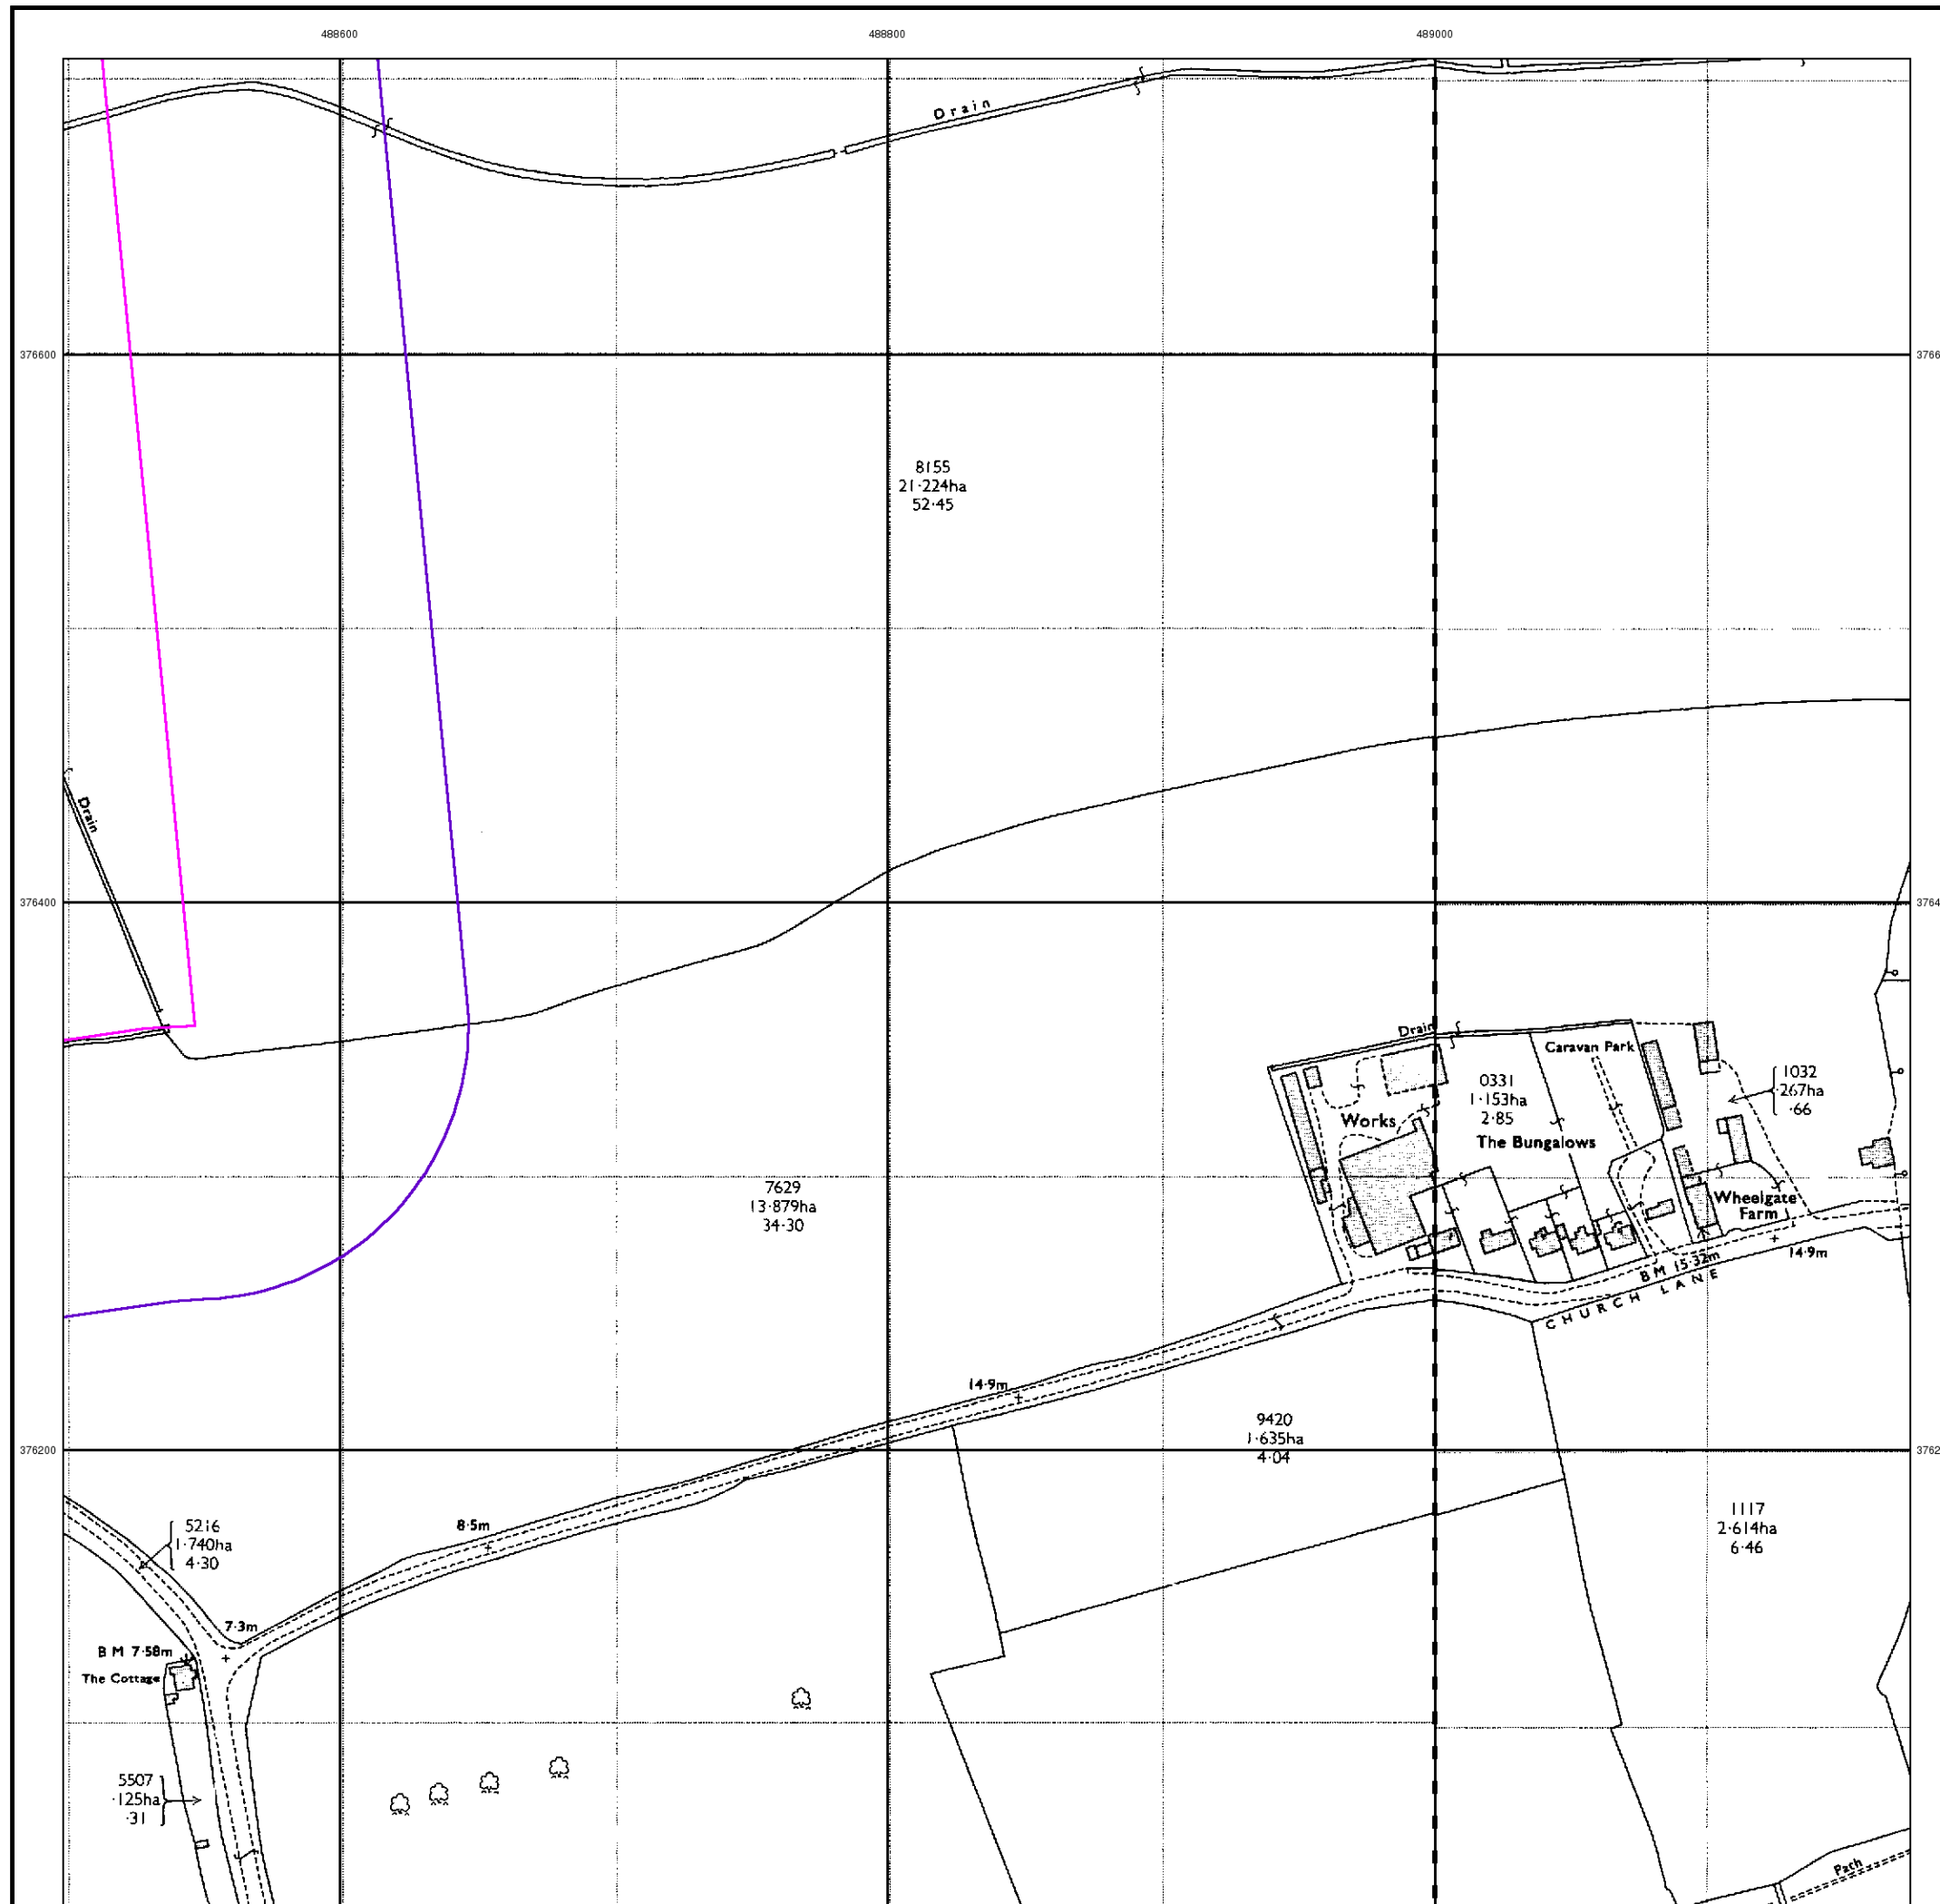 488600
488800
489000
Drain
376600
3766
8155
21·224ha
52·45
Drain
376400
3764
Drain
Caravan Park
0331
1·153ha
2·85
1032
·267ha
·66
Works
The Bungalows
7629
13·879ha
34·30
Wheelgate
Farm
14·9m
BM 15·32m
CHURCH LANE
14·9m
9420
1·635ha
4·04
376200
3762
1117
2·614ha
6·46
8·5m
5216
1·740ha
4·30
7·3m
BM 7·58m
The Cottage
5507
·125ha
·31
Path